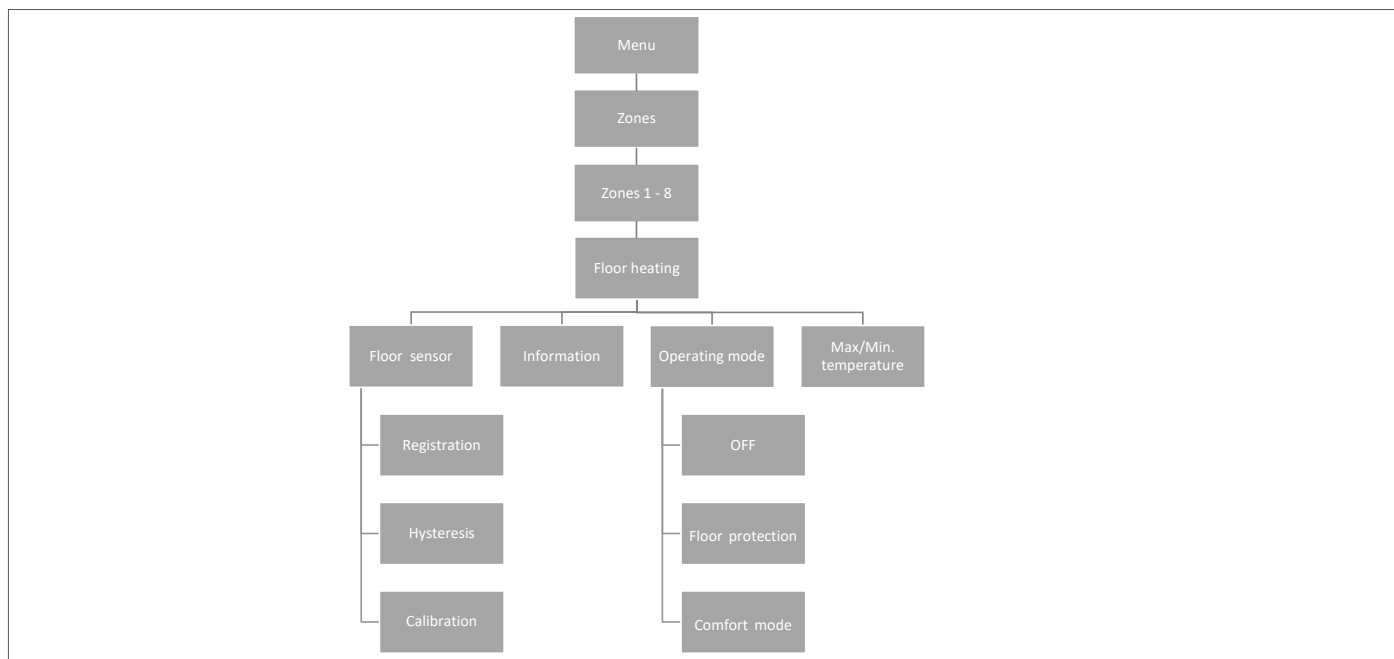 Menu
Zones
Zones 1 - 8
Floor heating
Floor sensor
Information
Operating mode
Max/Min.
temperature
Registration
OFF
Hysteresis
Floor protection
Calibration
Comfort mode